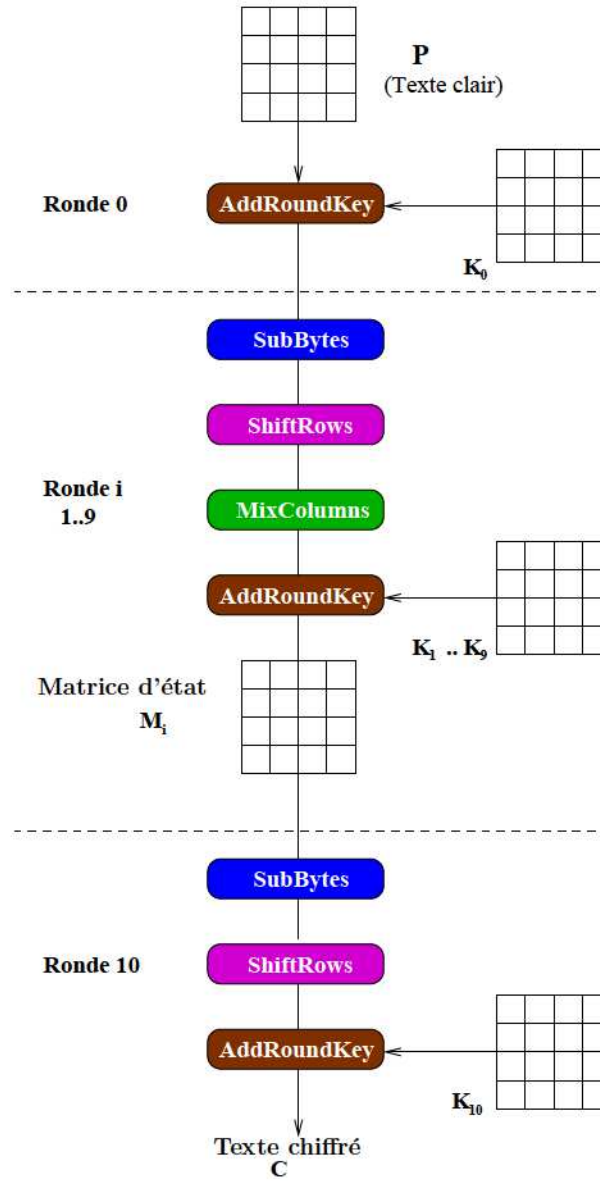 P
(Texte clair)
Ronde 0
AddRoundKey
K0
SubBytes
ShiftRows
Ronde i
1..9
MixColumns
AddRoundKey
K1 .. K9
Matrice d'état
Mi
SubBytes
Ronde 10
ShiftRows
AddRoundKey
K10
Texte chiffré
C